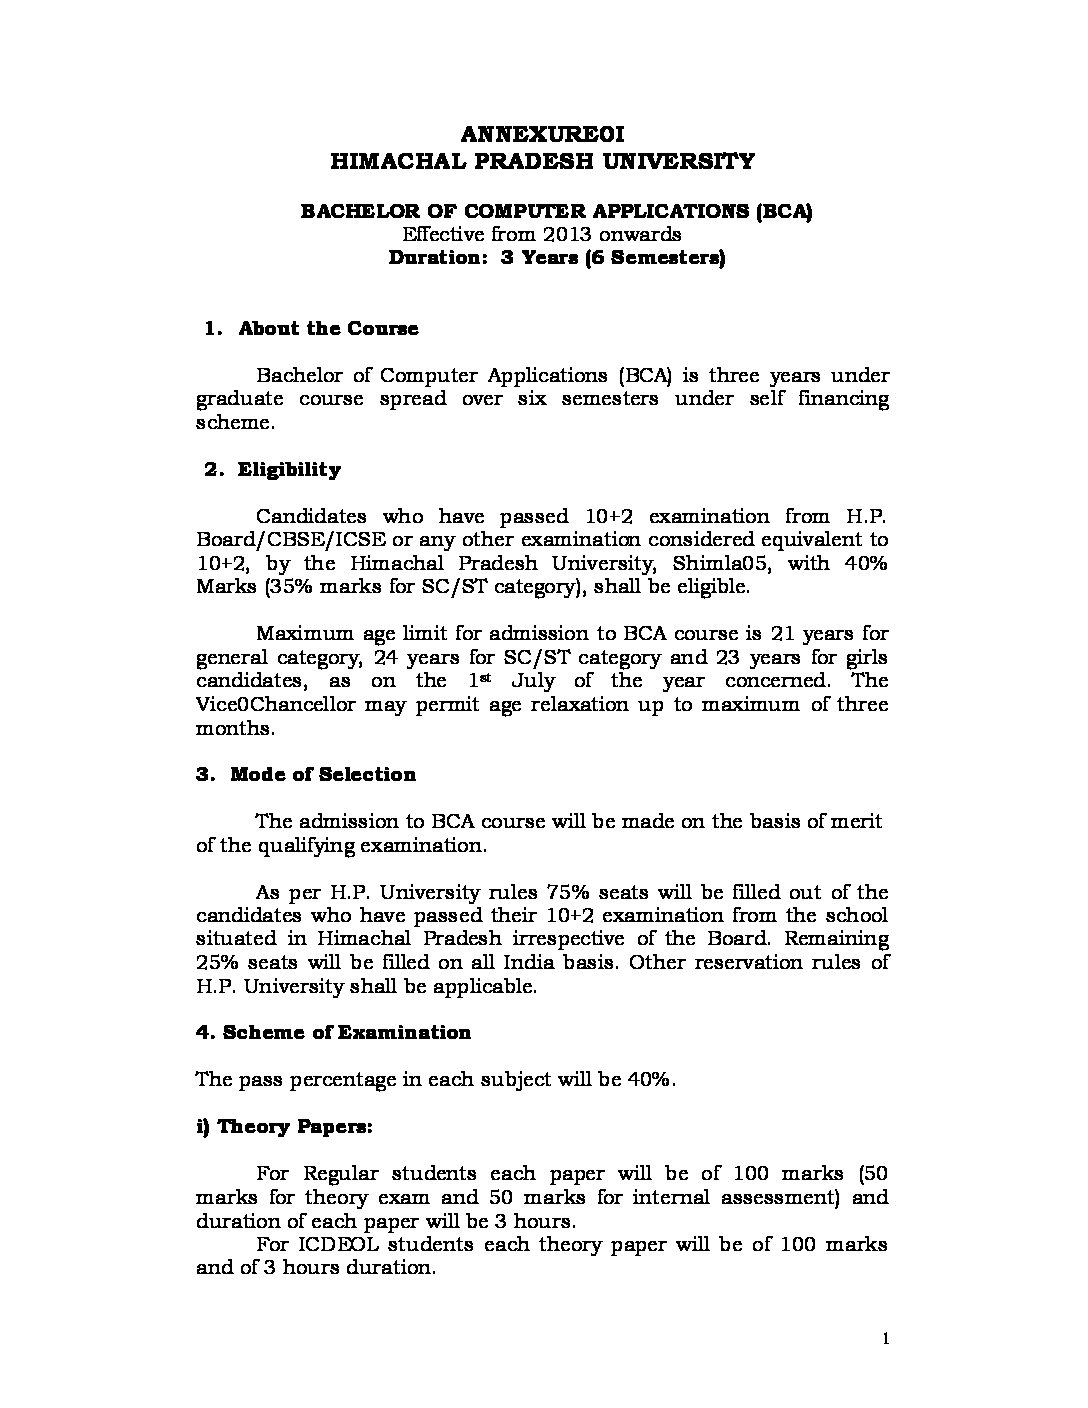 ANNEXURE0I
HIMACHAL PRADESH UNIVERSITY
BACHELOR OF COMPUTER APPLICATIONS (BCA)
Effective from 2013 onwards
Duration: 3 Years (6 Semesters)
1. About the Course
Bachelor of Computer Applications (BCA) is three years under
graduate course spread over six semesters under self financing
scheme.
2. Eligibility
Candidates who have passed 10+2 examination from H.P.
Board/CBSE/ICSE or any other examination considered equivalent to
10+2, by the Himachal Pradesh University, Shimla05, with 40%
Marks (35% marks for SC/ST category), shall be eligible.
Maximum age limit for admission to BCA course is 21 years for
general category, 24 years for SC/ST category and 23 years for girls
candidates, as on the 1st July of the year concerned. The
Vice0Chancellor may permit age relaxation up to maximum of three
months.
3. Mode of Selection
The admission to BCA course will be made on the basis of merit
of the qualifying examination.
As per H.P. University rules 75% seats will be filled out of the
candidates who have passed their 10+2 examination from the school
situated in Himachal Pradesh irrespective of the Board. Remaining
25% seats will be filled on all India basis. Other reservation rules of
H.P. University shall be applicable.
4. Scheme of Examination
The pass percentage in each subject will be 40%.
i) Theory Papers:
For Regular students each paper will be of 100 marks (50
marks for theory exam and 50 marks for internal assessment) and
duration of each paper will be 3 hours.
For ICDEOL students each theory paper will be of 100 marks
and of 3 hours duration.
1